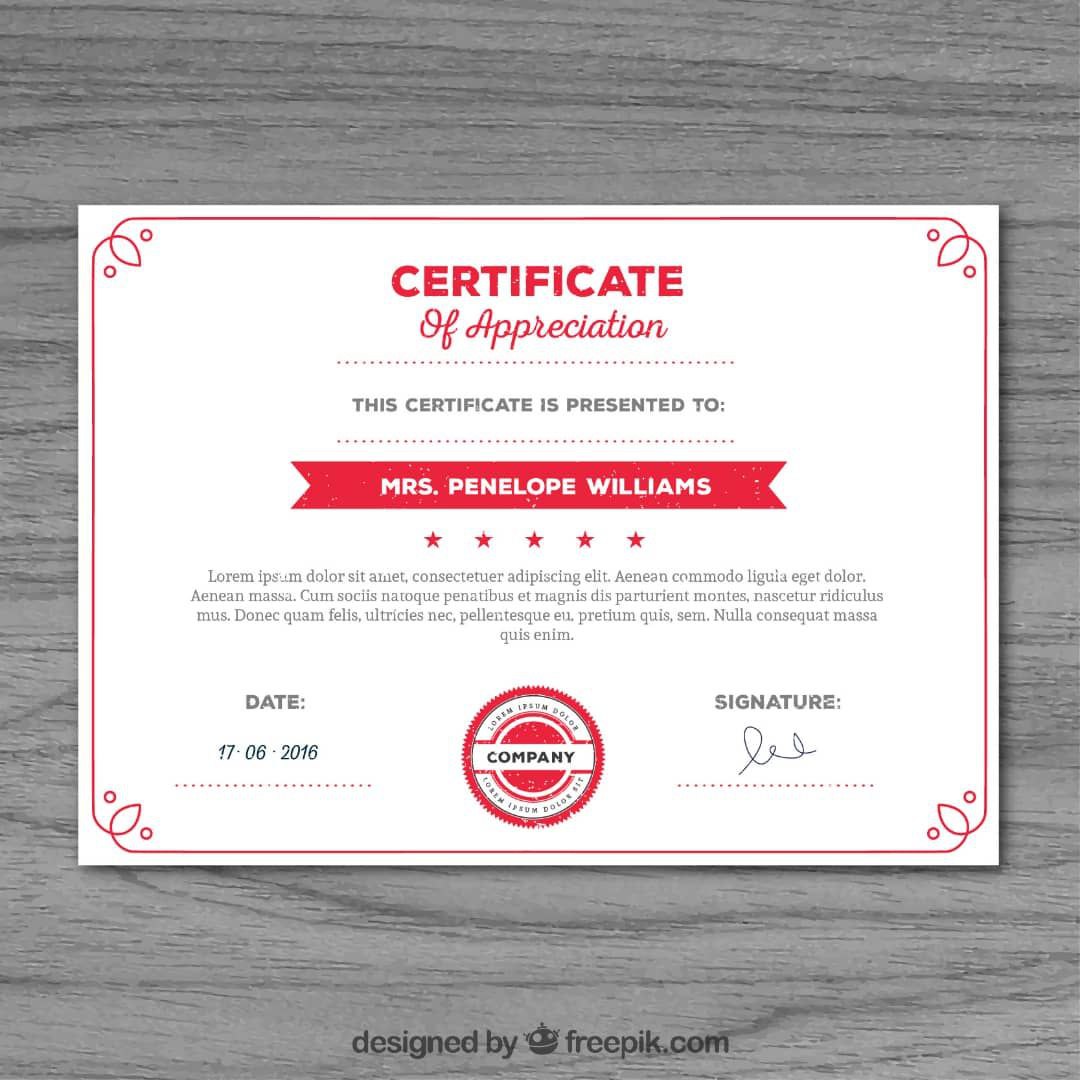 CERTIFICATE
Of Appreciation
THIS CERTIFICATE IS PRESENTED TO:
MRS. PENELOPE WILLIAMS
Lorem ipsum dolor sit amet, consectetuer adipiscing elit. Aenean commodo ligula eget dolor.
Aenean massa. Cum sociis natoque penatibus et magnis dis parturient montes, nascetur ridiculus
mus. Donec quam felis, ultricies nec, pellentesque eu, pretium quis, sem. Nulla consequat massa
quis enim.
DATE:
17 · 06 · 2016
LOREM IPSUM DOLOR
COMPANY
LOREM IPSUM DOLOR SIT
SIGNATURE:
designed by freepik.com